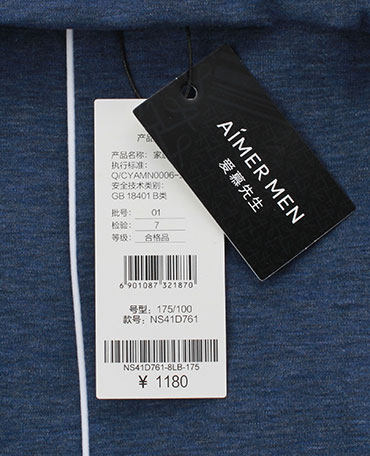 AIMER MEN
爱慕先生
产品
产品名称：家
执行标准：
Q/CYAMN0006-
安全技术类别：
GB 18401 B类
批号： 01
检验： 7
等级： 合格品
6 901087 321870
号型：175/100
款号：NS41D761
NS41D761-8LB-175
¥ 1180